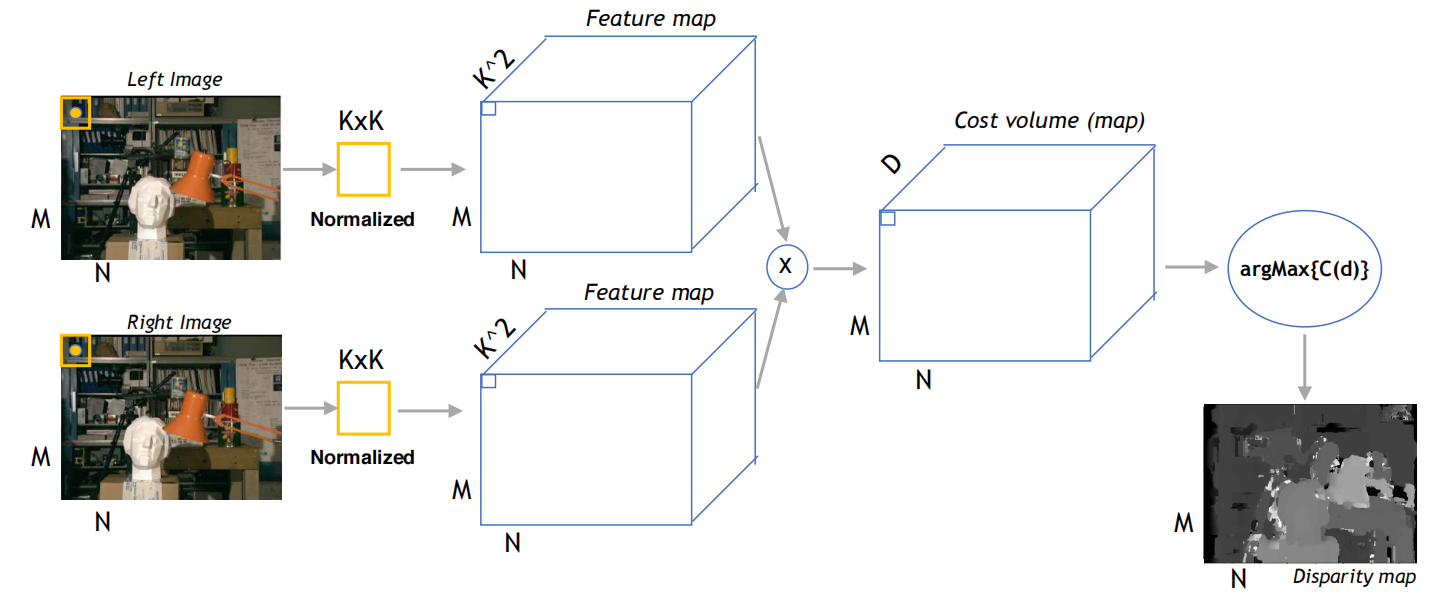 Feature map
Left Image
K^2
KxK
Normalized
M
N
M
N
Cost volume (map)
D
X
M
N
argMax{C(d)}
Right Image
Feature map
K^2
KxK
Normalized
M
N
M
N
M
N
Disparity map